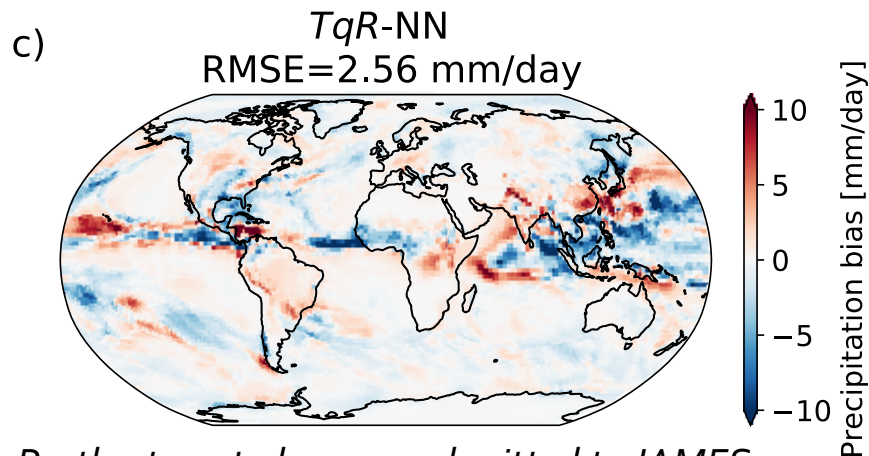 c)
TqR-NN
RMSE=2.56 mm/day
10
5
0
−5
−10
Precipitation bias [mm/day]